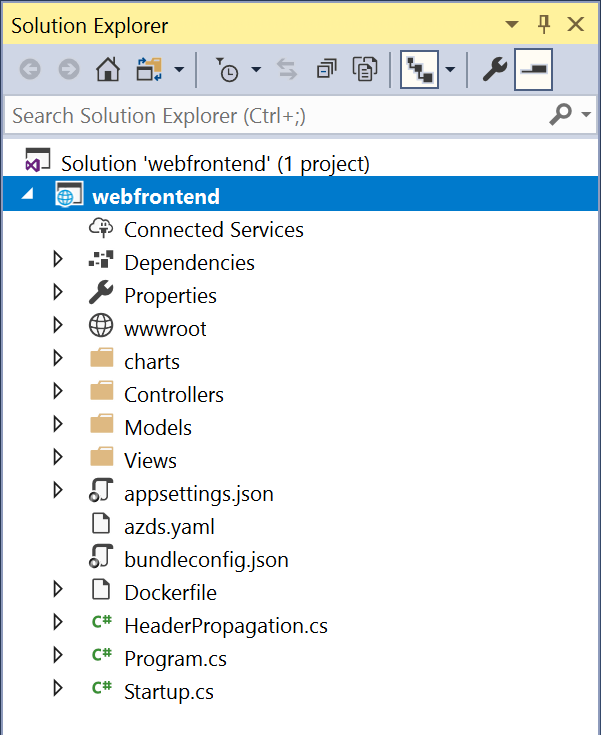 Solution Explorer
Search Solution Explorer (Ctrl+;)
Solution 'webfrontend' (1 project)
webfrontend
Connected Services
Dependencies
Properties
wwwroot
charts
Controllers
Models
Views
appsettings.json
azds.yaml
bundleconfig.json
Dockerfile
C# HeaderPropagation.cs
C# Program.cs
C# Startup.cs